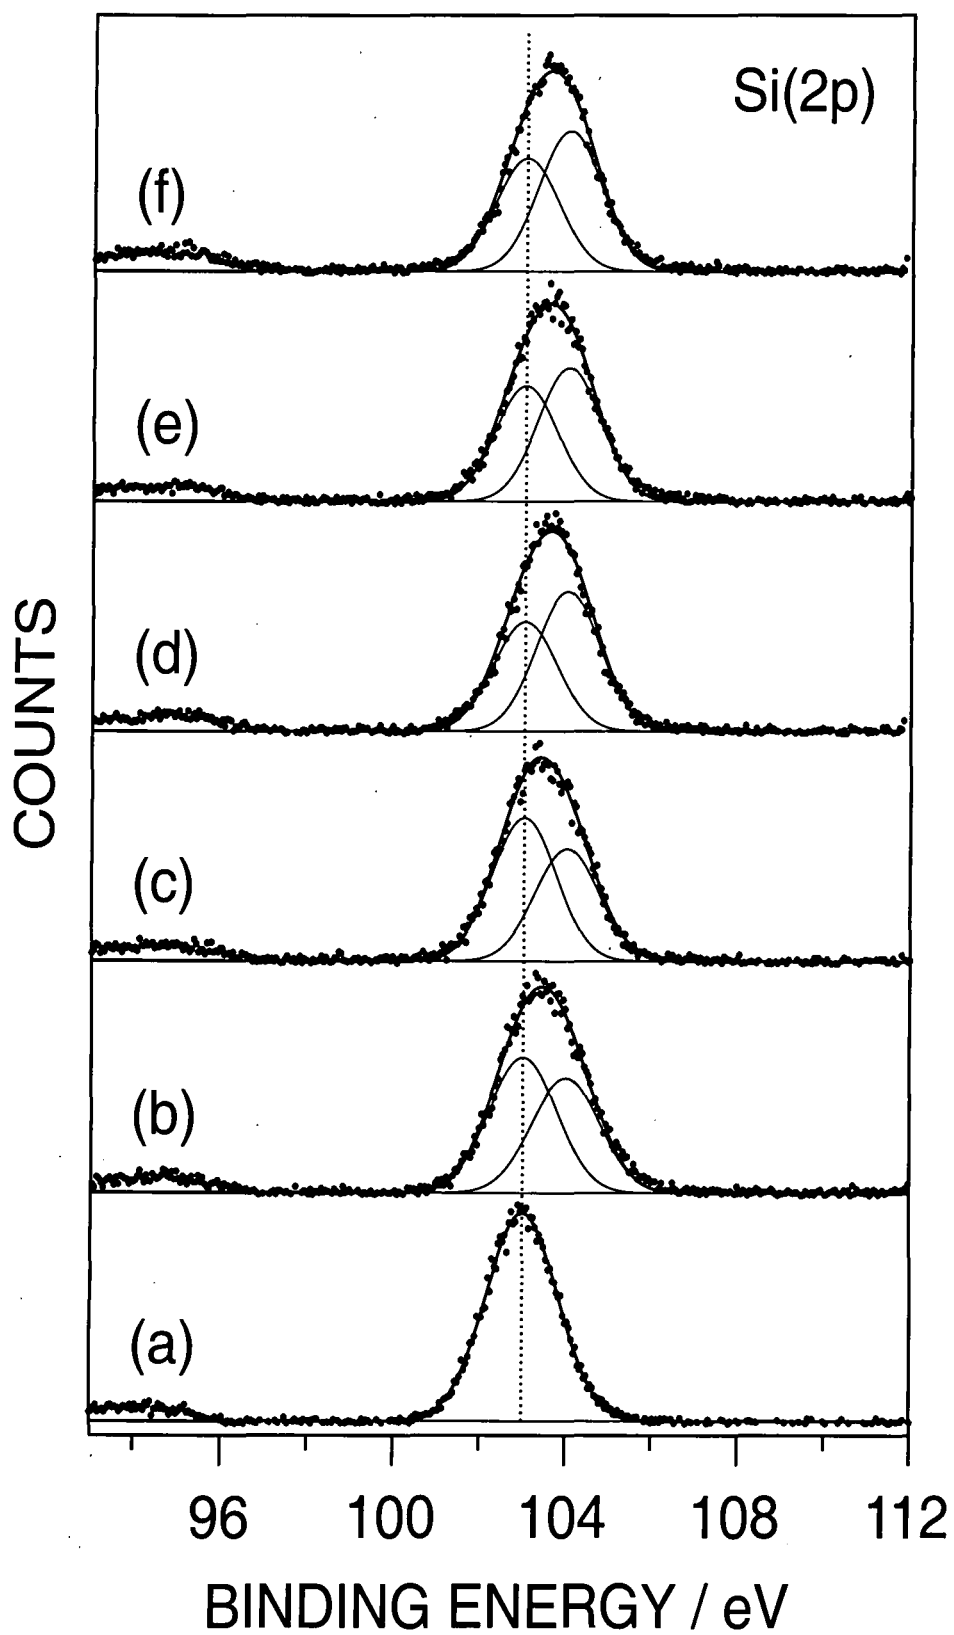 Si(2p)
(f)
(e)
(d)
(c)
(b)
(a)
COUNTS
96 100 104 108 112
BINDING ENERGY / eV